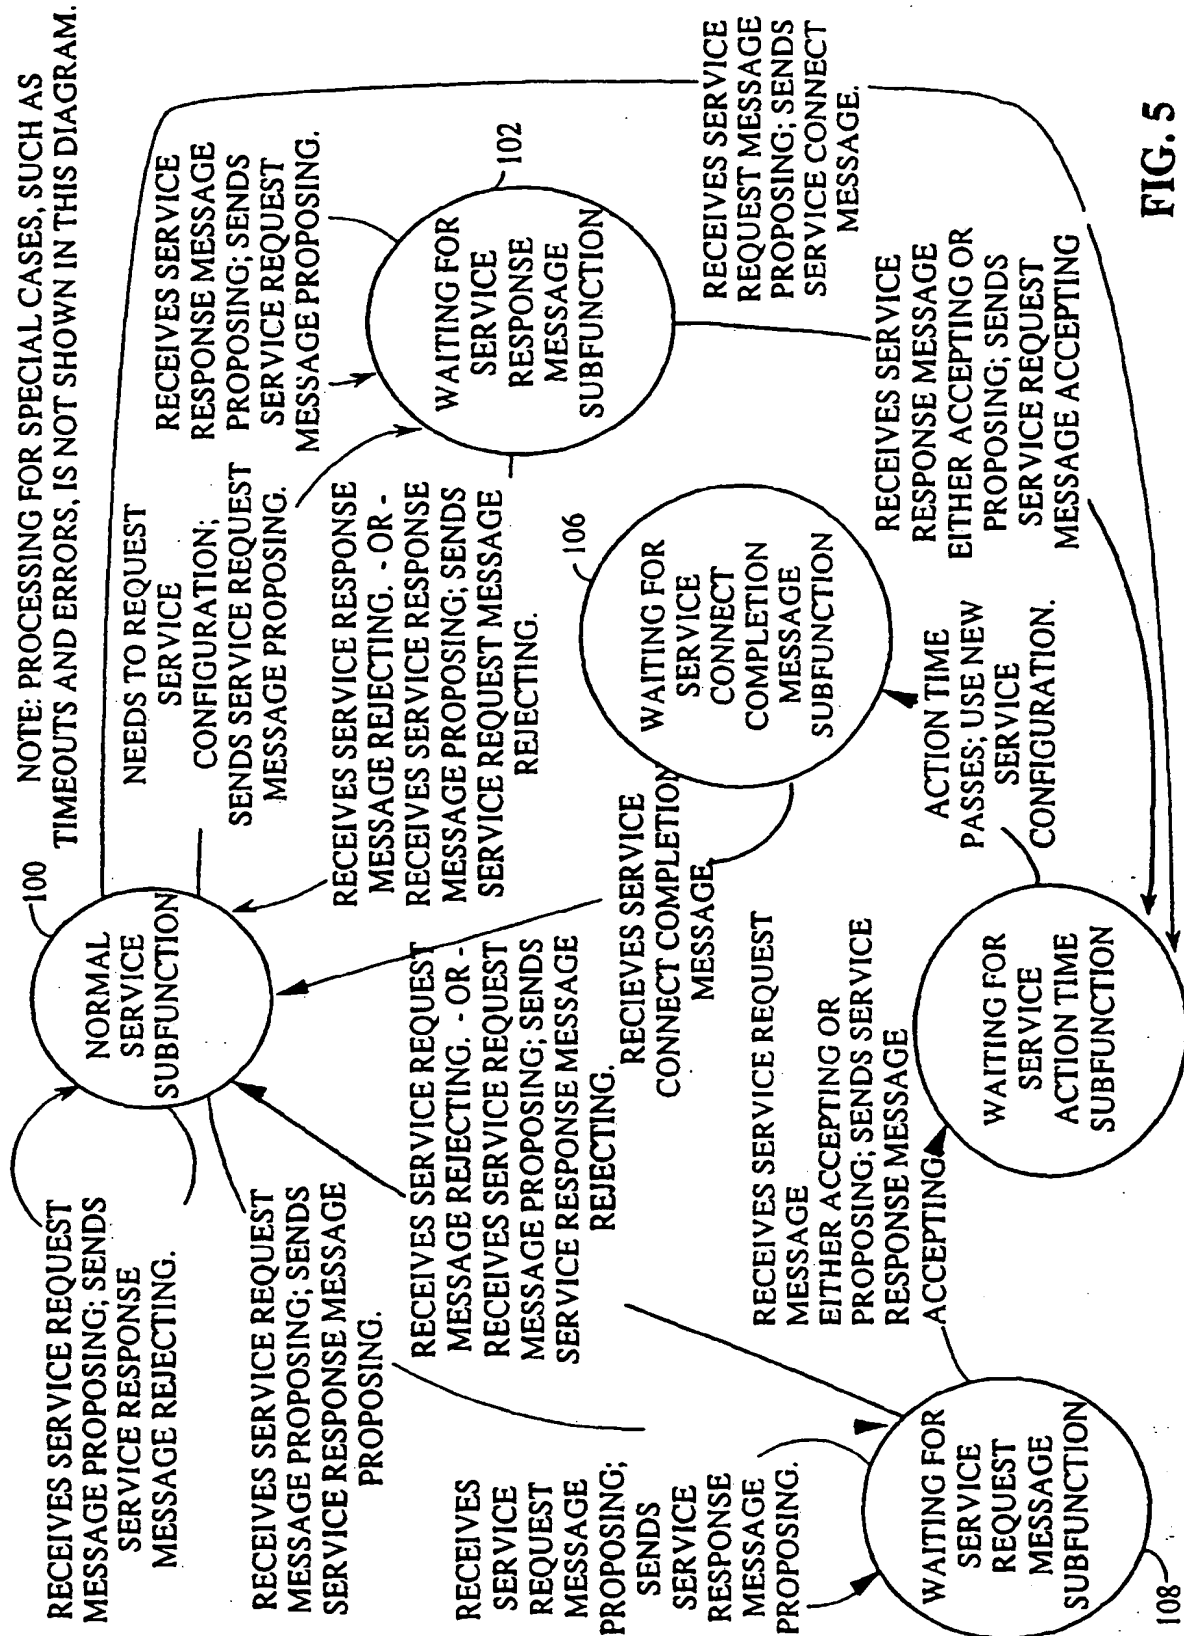 NOTE: PROCESSING FOR SPECIAL CASES, SUCH AS
TIMEOUTS AND ERRORS, IS NOT SHOWN IN THIS DIAGRAM.
RECEIVES SERVICE REQUEST
MESSAGE PROPOSING; SENDS
SERVICE RESPONSE
MESSAGE REJECTING.
100
NORMAL
SERVICE
SUBFUNCTION
NEEDS TO REQUEST
SERVICE
CONFIGURATION;
SENDS SERVICE REQUEST
MESSAGE PROPOSING.
RECEIVES SERVICE
RESPONSE MESSAGE
PROPOSING; SENDS
SERVICE REQUEST
MESSAGE PROPOSING.
102
WAITING FOR
SERVICE
RESPONSE
MESSAGE
SUBFUNCTION
RECEIVES SERVICE REQUEST
MESSAGE PROPOSING; SENDS
SERVICE RESPONSE MESSAGE
PROPOSING.
RECEIVES SERVICE RESPONSE
MESSAGE REJECTING. - OR -
RECEIVES SERVICE RESPONSE
MESSAGE PROPOSING; SENDS
SERVICE REQUEST MESSAGE
REJECTING.
RECEIVES SERVICE REQUEST
MESSAGE REJECTING. - OR -
RECEIVES SERVICE REQUEST
MESSAGE PROPOSING; SENDS
SERVICE RESPONSE MESSAGE
REJECTING.
RECIEVES SERVICE
CONNECT COMPLETION
MESSAGE
MESSAGE
106
WAITING FOR
SERVICE
CONNECT
COMPLETION
MESSAGE
SUBFUNCTION
RECEIVES SERVICE
REQUEST MESSAGE
PROPOSING; SENDS
SERVICE CONNECT
MESSAGE.
RECEIVES
SERVICE
REQUEST
MESSAGE
PROPOSING;
SENDS
SERVICE
RESPONSE
MESSAGE
PROPOSING.
RECEIVES SERVICE REQUEST
MESSAGE
EITHER ACCEPTING OR
PROPOSING; SENDS SERVICE
RESPONSE MESSAGE
ACCEPTING
ACTION TIME
PASSES; USE NEW
SERVICE
CONFIGURATION.
RECEIVES SERVICE
RESPONSE MESSAGE
EITHER ACCEPTING OR
PROPOSING; SENDS
SERVICE REQUEST
MESSAGE ACCEPTING
WAITING FOR
SERVICE
REQUEST
MESSAGE
SUBFUNCTION
108
WAITING FOR
SERVICE
ACTION TIME
SUBFUNCTION
FIG. 5